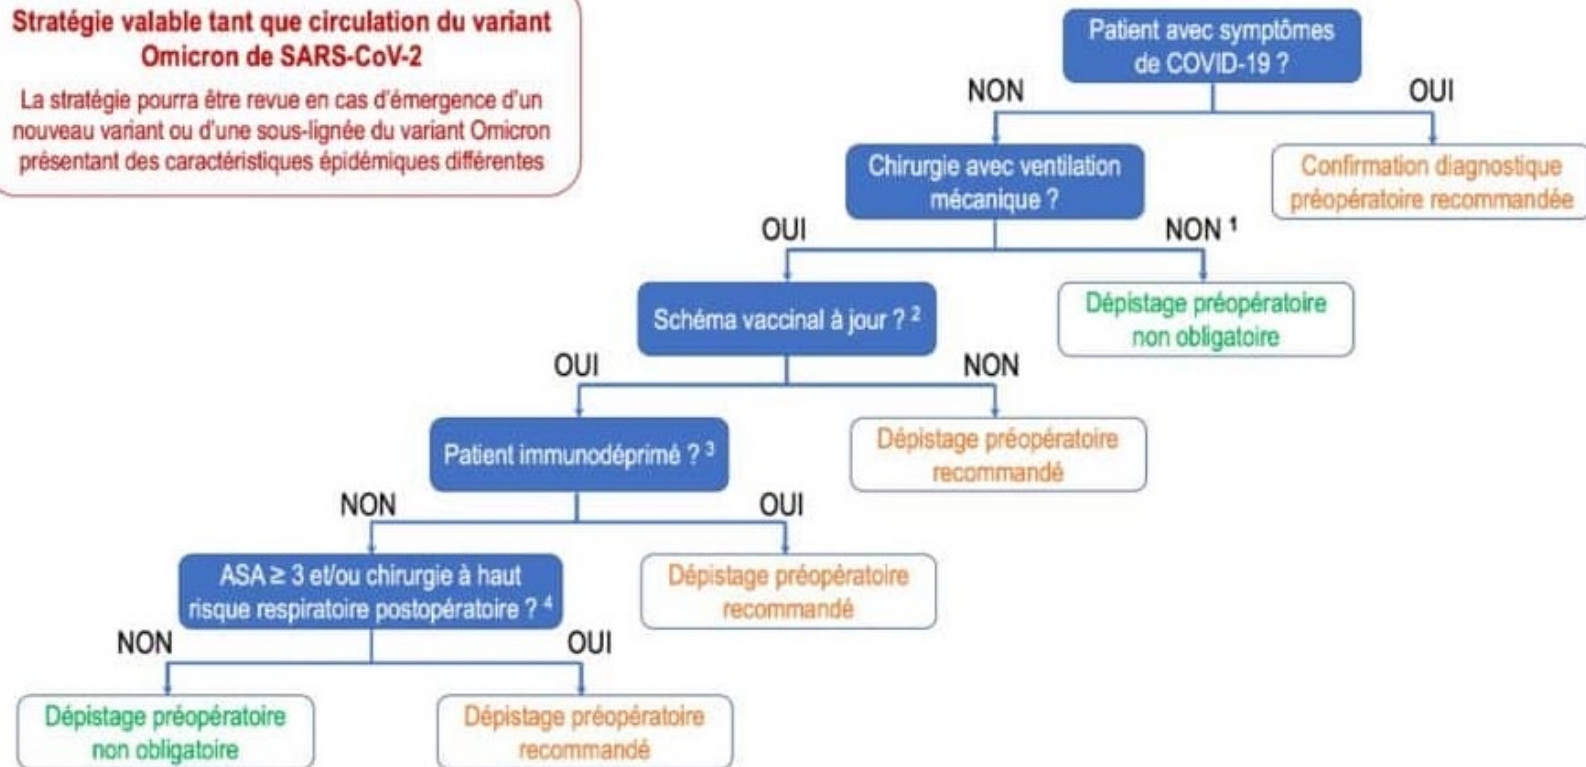 Stratégie valable tant que circulation du variant
Omicron de SARS-CoV-2
La stratégie pourra être revue en cas d'émergence d'un
nouveau variant ou d'une sous-lignée du variant Omicron
présentant des caractéristiques épidémiques différentes
Patient avec symptômes
de COVID-19 ?
NON
OUI
Chirurgie avec ventilation
mécanique ?
Confirmation diagnostique
préopératoire recommandée
OUI
NON ¹
Schéma vaccinal à jour ? ²
Dépistage préopératoire
non obligatoire
OUI
NON
Patient immunodéprimé ? ³
Dépistage préopératoire
recommandé
NON
OUI
ASA ≥ 3 et/ou chirurgie à haut
risque respiratoire postopératoire ? ⁴
Dépistage préopératoire
recommandé
NON
OUI
Dépistage préopératoire
non obligatoire
Dépistage préopératoire
recommandé